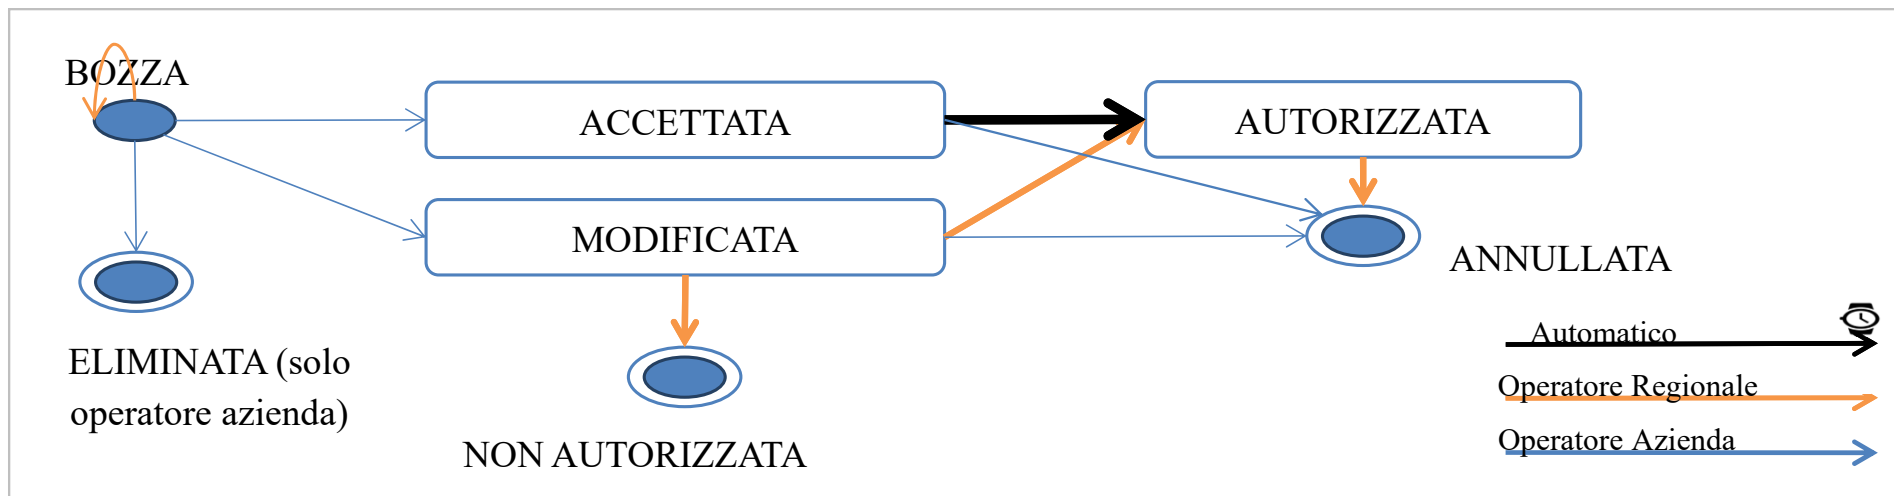 BOZZA
ACCETTATA
AUTORIZZATA
MODIFICATA
ANNULLATA
ELIMINATA (solo
operatore azienda)
NON AUTORIZZATA
Automatico
Operatore Regionale
Operatore Azienda